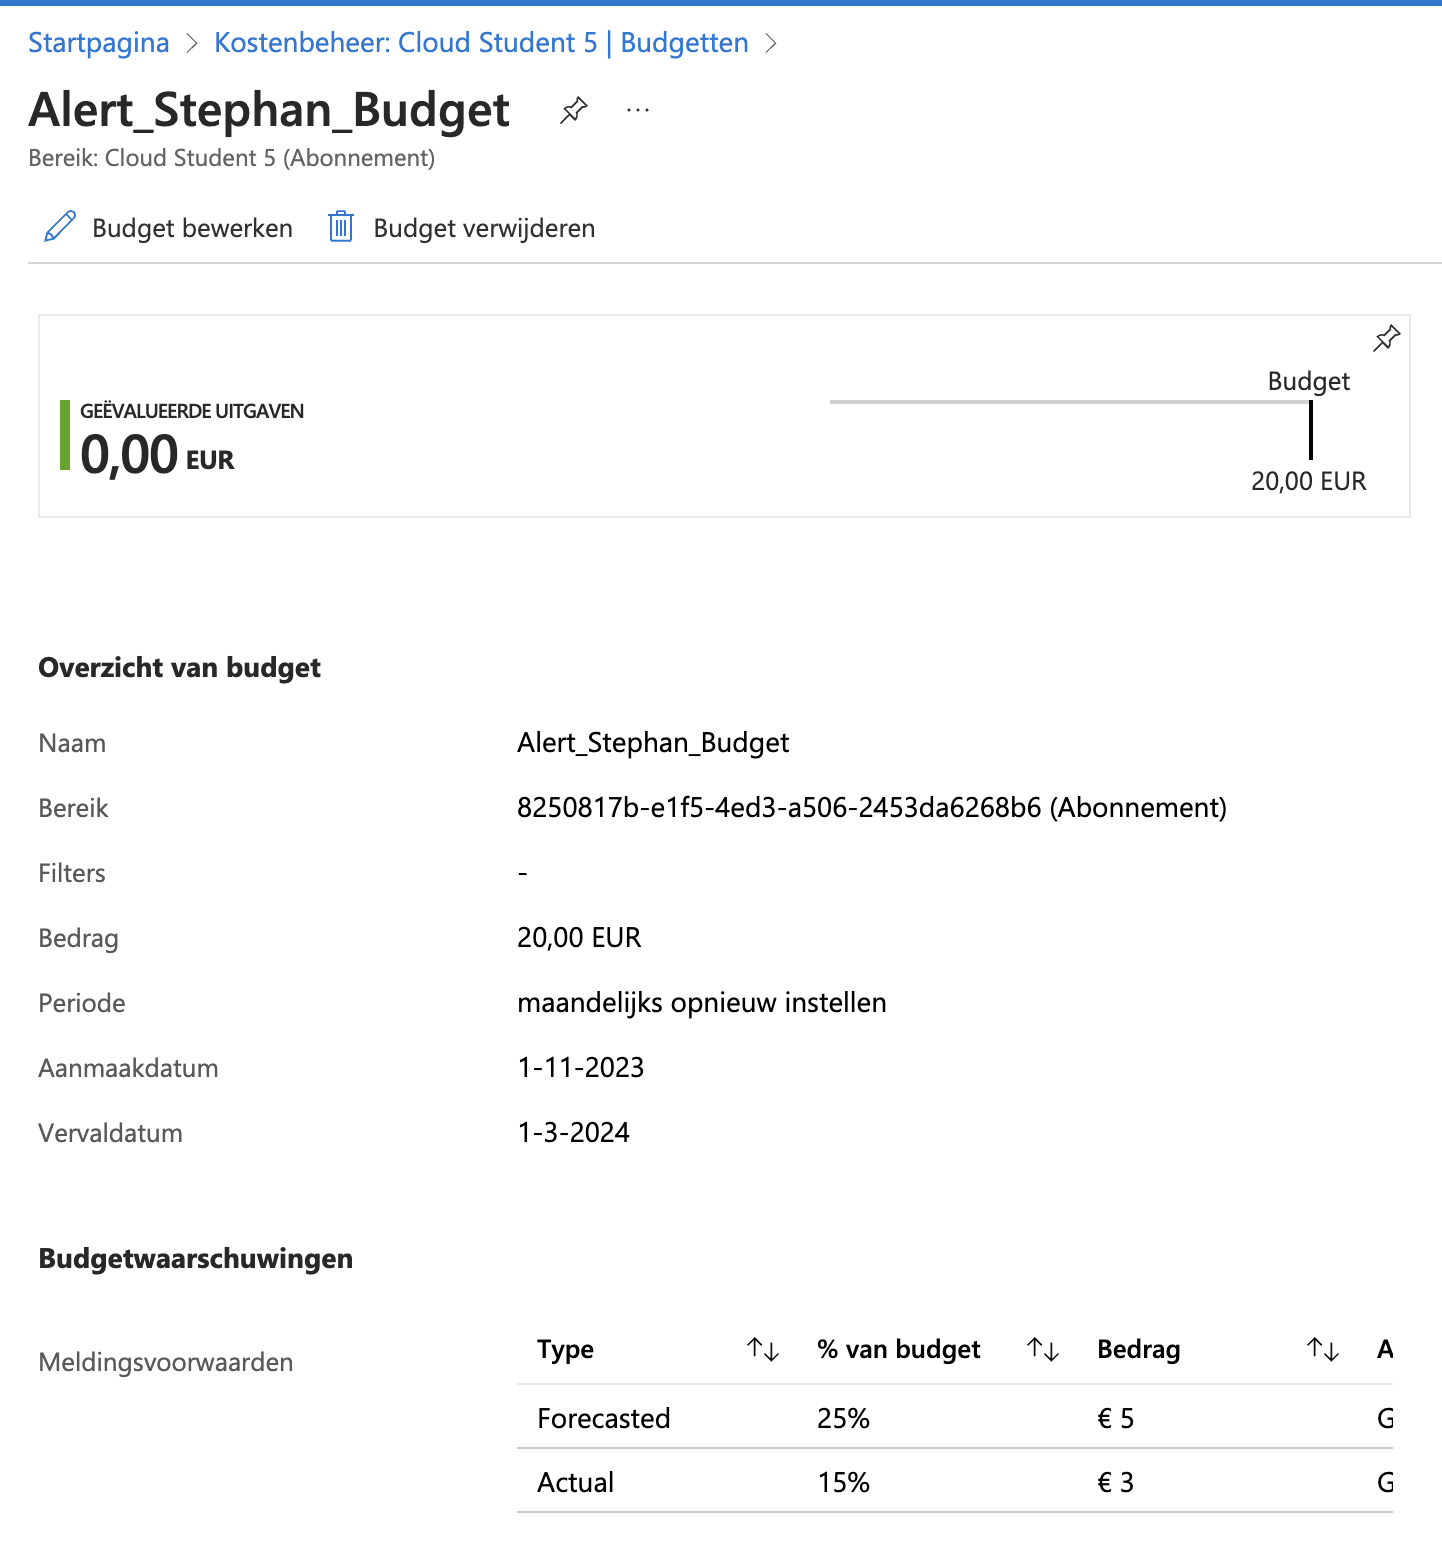 Startpagina > Kostenbeheer: Cloud Student 5 | Budgetten >
Alert_Stephan_Budget ...
Bereik: Cloud Student 5 (Abonnement)
Budget bewerken Budget verwijderen
Budget
GEËVALUEERDE UITGAVEN
0,00 EUR
20,00 EUR
Overzicht van budget
Naam Alert_Stephan_Budget
Bereik 8250817b-e1f5-4ed3-a506-2453da6268b6 (Abonnement)
Filters -
Bedrag 20,00 EUR
Periode maandelijks opnieuw instellen
Aanmaakdatum 1-11-2023
Vervaldatum 1-3-2024
Budgetwaarschuwingen
Meldingsvoorwaarden
Type ↑↓ % van budget ↑↓ Bedrag ↑↓ A
Forecasted 25% € 5 G
Actual 15% € 3 G